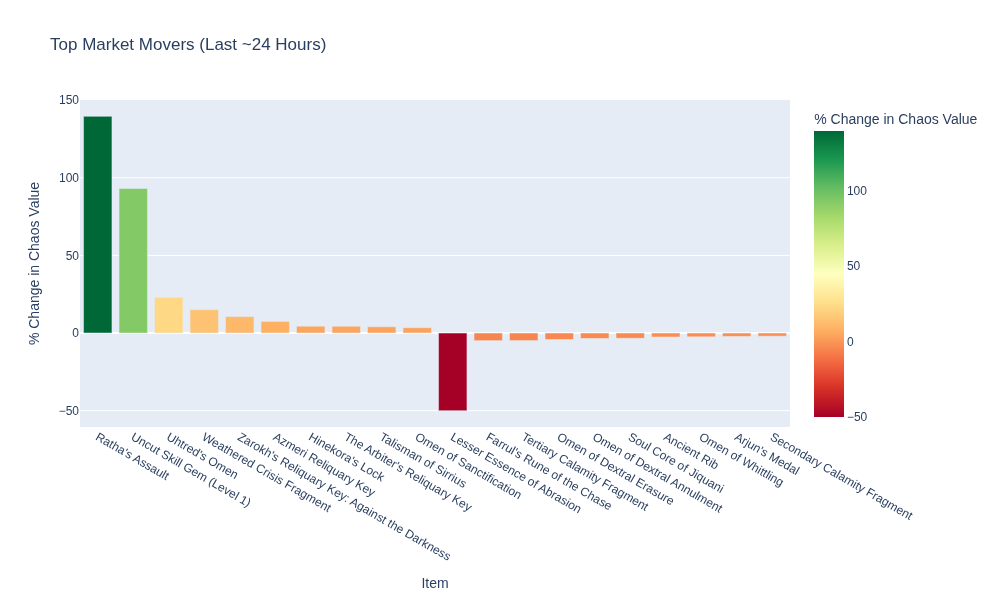 Top Market Movers (Last ~24 Hours)
% Change in Chaos Value
150
100
50
0
−50
% Change in Chaos Value
100
50
0
−50
Ratha's Assault
Uncut Skill Gem (Level 1)
Uhtred's Omen
Weathered Crisis Fragment
Zarokh's Reliquary Key: Against the Darkness
Azmeri Reliquary Key
Hinekora's Lock
The Arbiter's Reliquary Key
Talisman of Sirrius
Omen of Sanctification
Lesser Essence of Abrasion
Farrul's Rune of the Chase
Tertiary Calamity Fragment
Omen of Dextral Erasure
Omen of Dextral Annulment
Soul Core of Jiquani
Ancient Rib
Omen of Whittling
Arjun's Medal
Secondary Calamity Fragment
Item